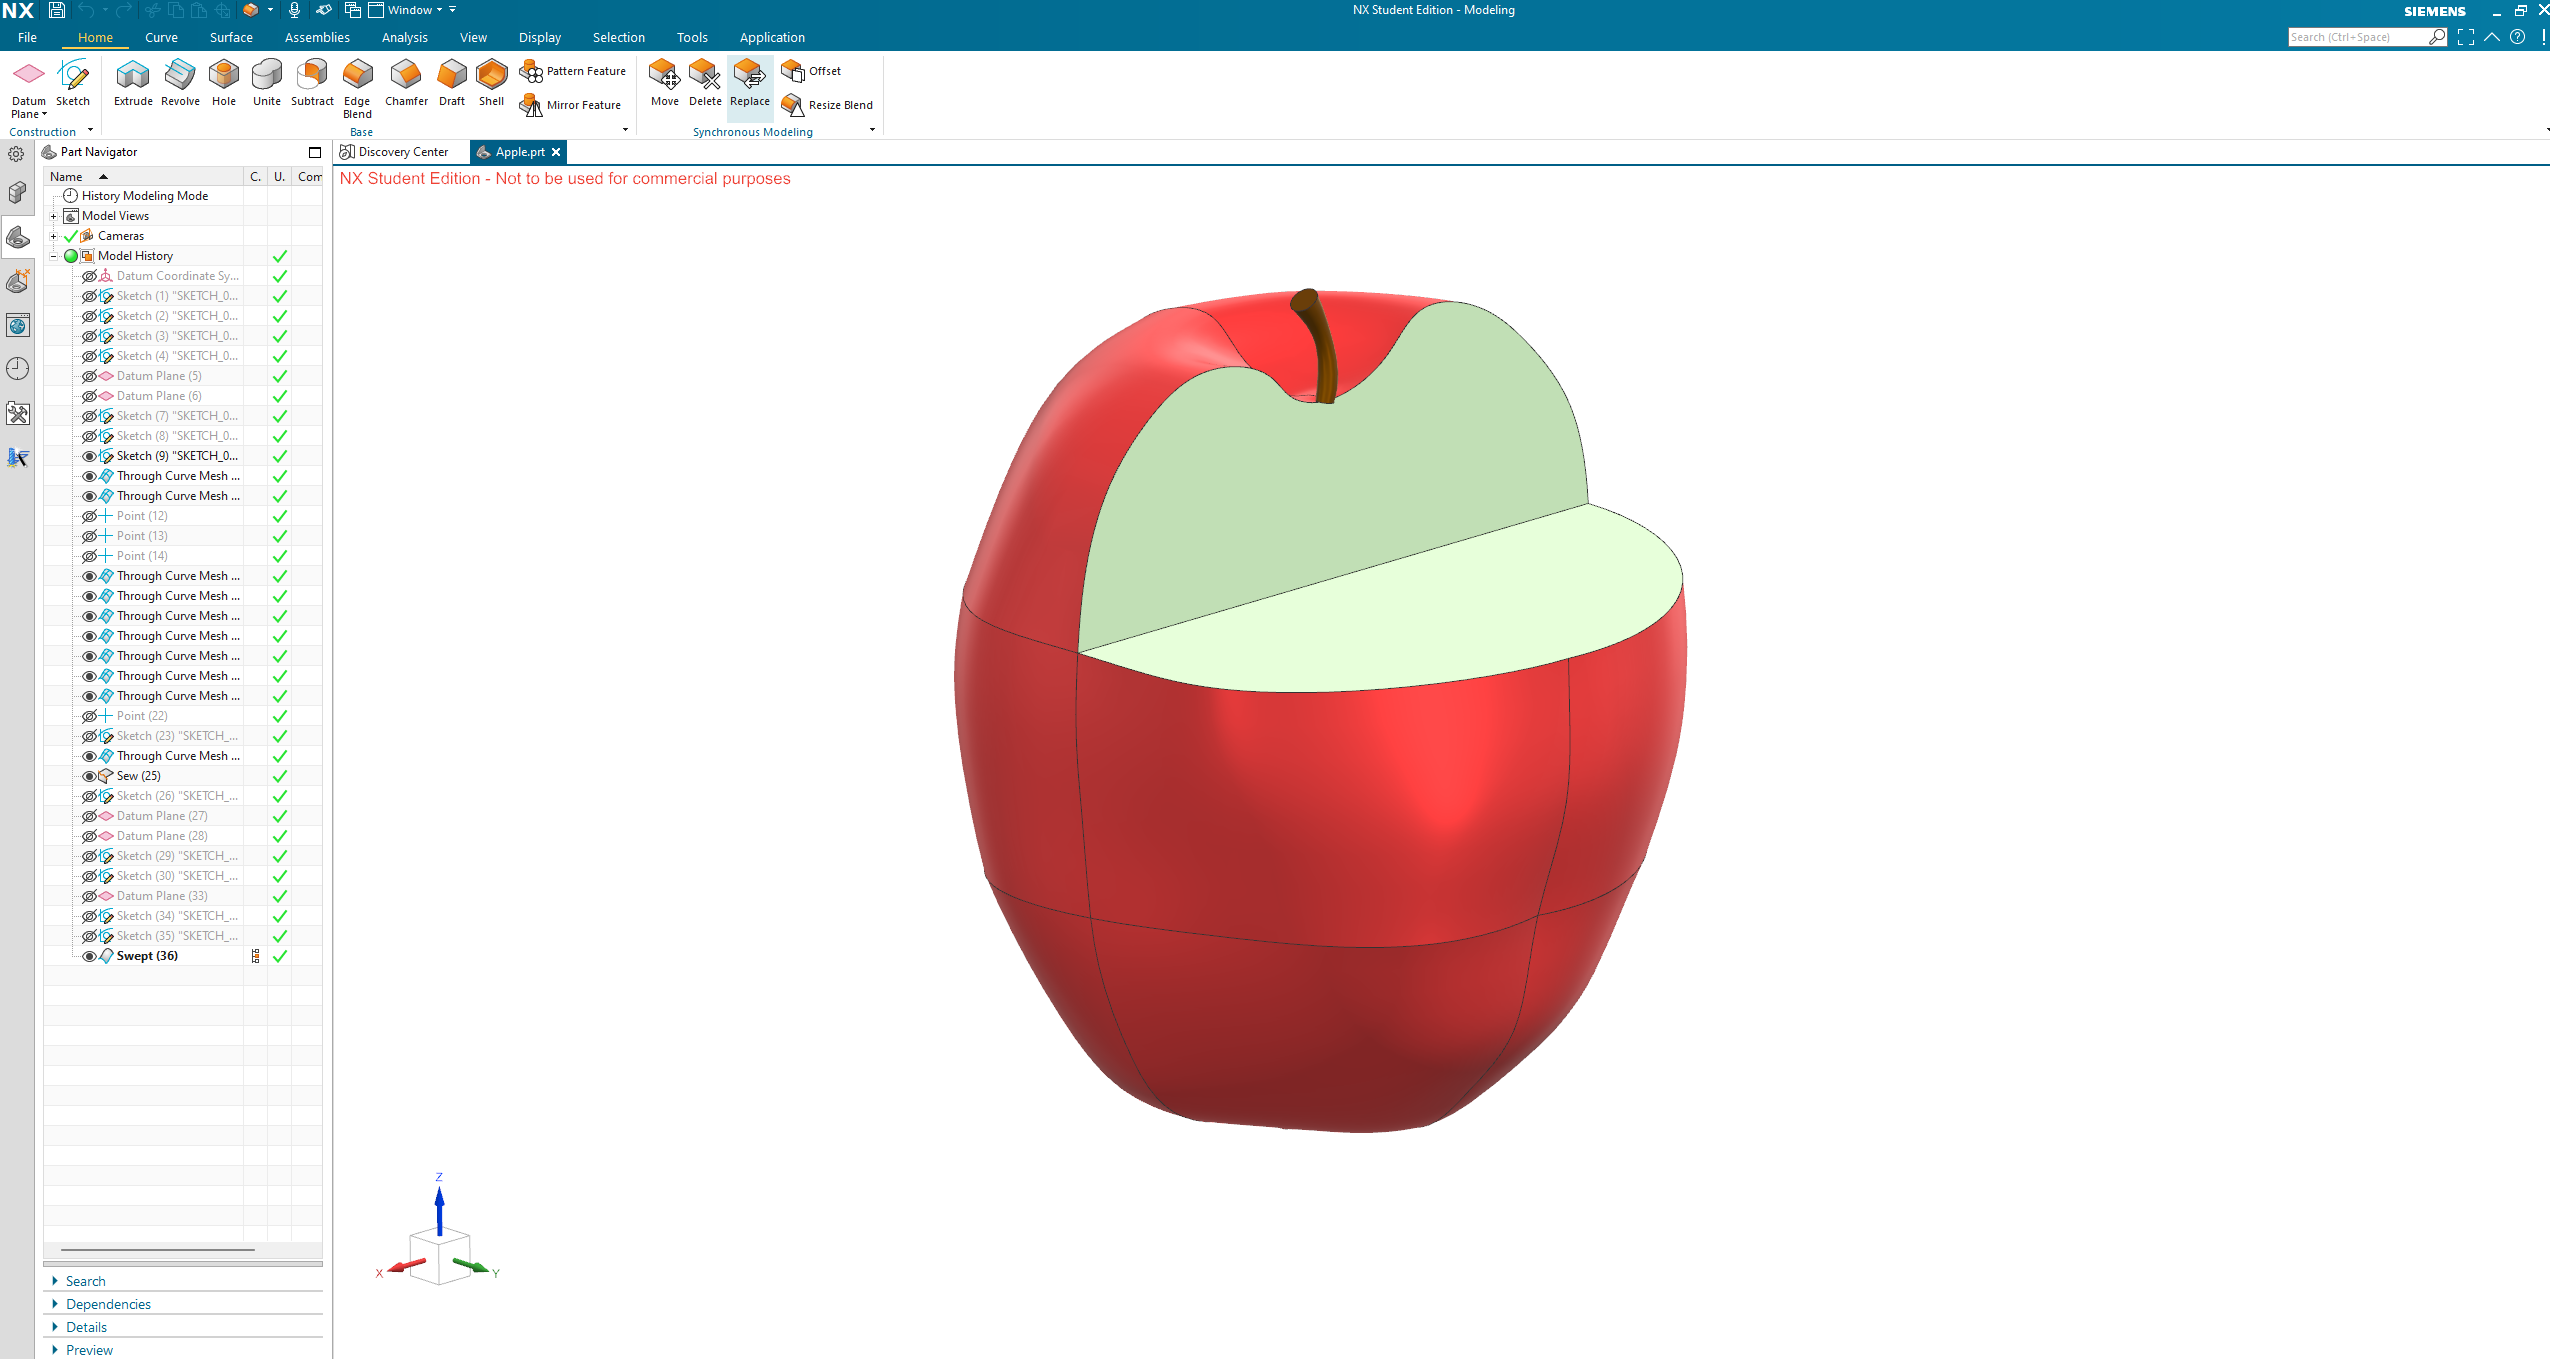 NX
Window
NX Student Edition - Modeling
SIEMENS
File
Home
Curve
Surface
Assemblies
Analysis
View
Display
Selection
Tools
Application
Search (Ctrl+Space)
Datum Plane
Sketch
Extrude
Revolve
Hole
Unite
Subtract
Edge Blend
Chamfer
Draft
Shell
Pattern Feature
Mirror Feature
Move
Delete
Replace
Offset
Resize Blend
Construction
Base
Synchronous Modeling
Part Navigator
Discovery Center
Apple.prt
Name C. U. Com
NX Student Edition - Not to be used for commercial purposes
History Modeling Mode
Model Views
Cameras
Model History
Datum Coordinate Sy...
Sketch (1) "SKETCH_0...
Sketch (2) "SKETCH_0...
Sketch (3) "SKETCH_0...
Sketch (4) "SKETCH_0...
Datum Plane (5)
Datum Plane (6)
Sketch (7) "SKETCH_0...
Sketch (8) "SKETCH_0...
Sketch (9) "SKETCH_0...
Through Curve Mesh ...
Through Curve Mesh ...
Point (12)
Point (13)
Point (14)
Through Curve Mesh ...
Through Curve Mesh ...
Through Curve Mesh ...
Through Curve Mesh ...
Through Curve Mesh ...
Through Curve Mesh ...
Through Curve Mesh ...
Point (22)
Sketch (23) "SKETCH_...
Through Curve Mesh ...
Sew (25)
Sketch (26) "SKETCH_...
Datum Plane (27)
Datum Plane (28)
Sketch (29) "SKETCH_...
Sketch (30) "SKETCH_...
Datum Plane (33)
Sketch (34) "SKETCH_...
Sketch (35) "SKETCH_...
Swept (36)
Z
X
Y
Search
Dependencies
Details
Preview